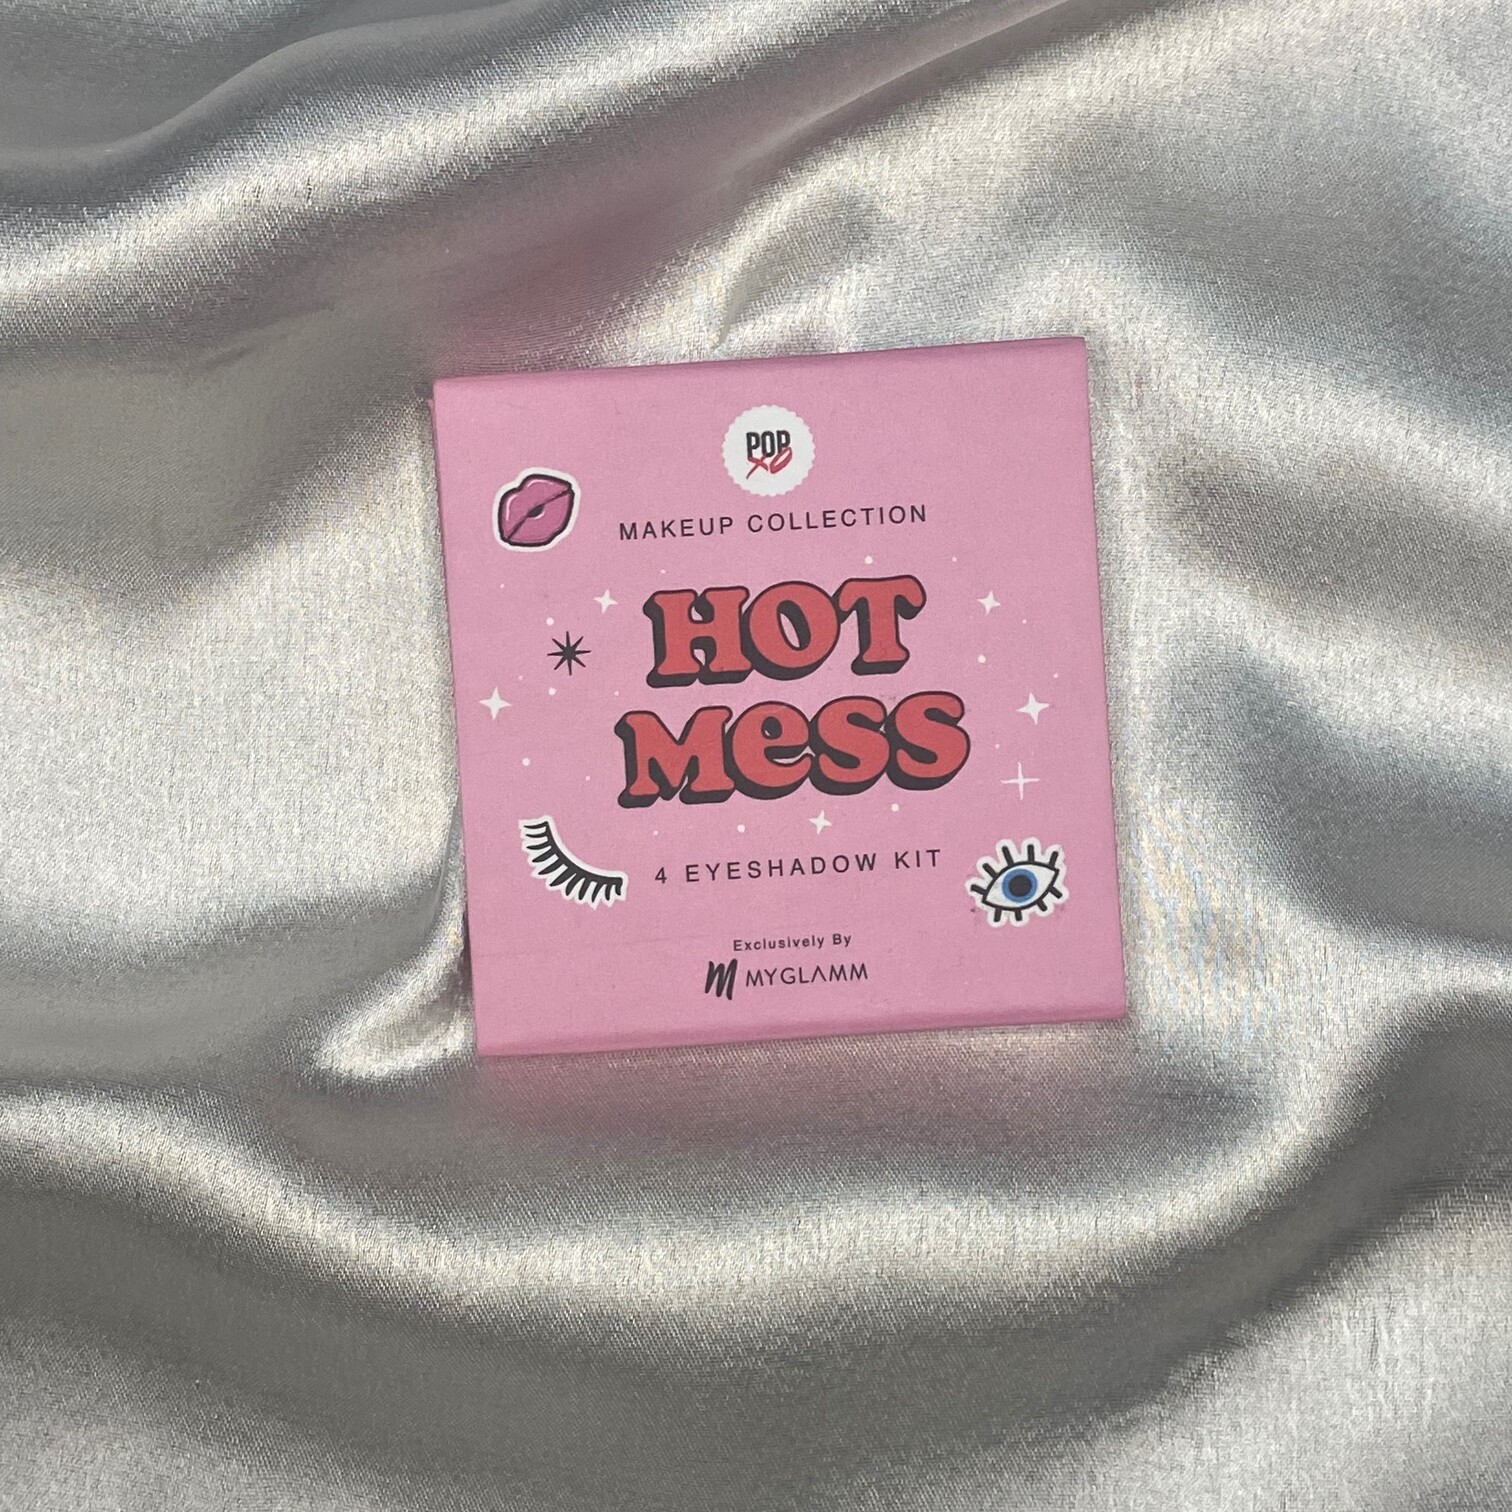 POP
XO
MAKEUP COLLECTION
HOT
MeSS
4 EYESHADOW KIT
Exclusively By
M MYGLAMM